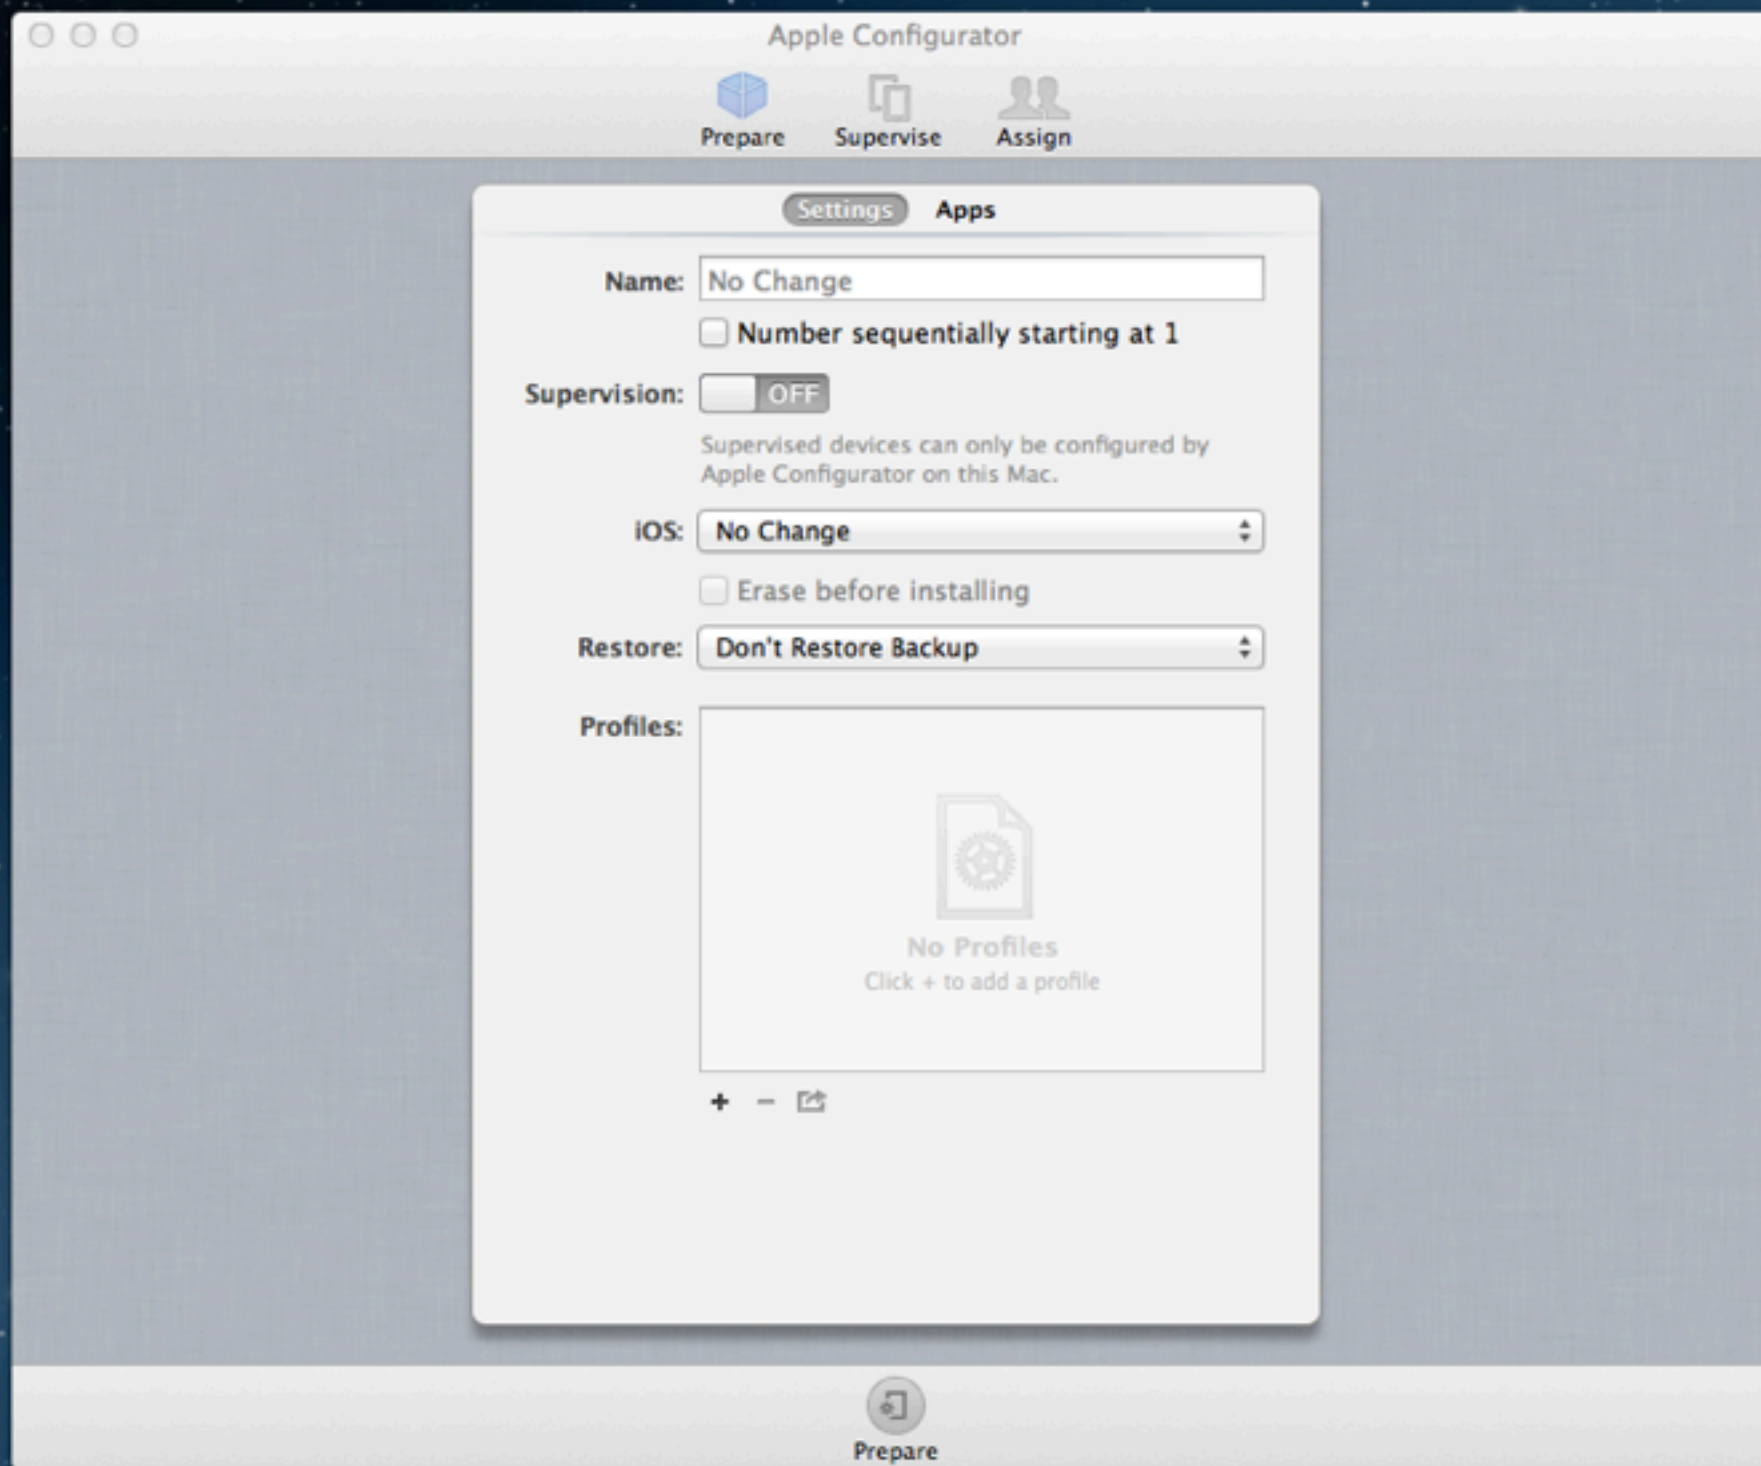 Apple Configurator
Prepare Supervise Assign
Settings Apps
Name: No Change
Number sequentially starting at 1
Supervision: OFF
Supervised devices can only be configured by
Apple Configurator on this Mac.
iOS: No Change
Erase before installing
Restore: Don't Restore Backup
Profiles:
No Profiles
Click + to add a profile
Prepare